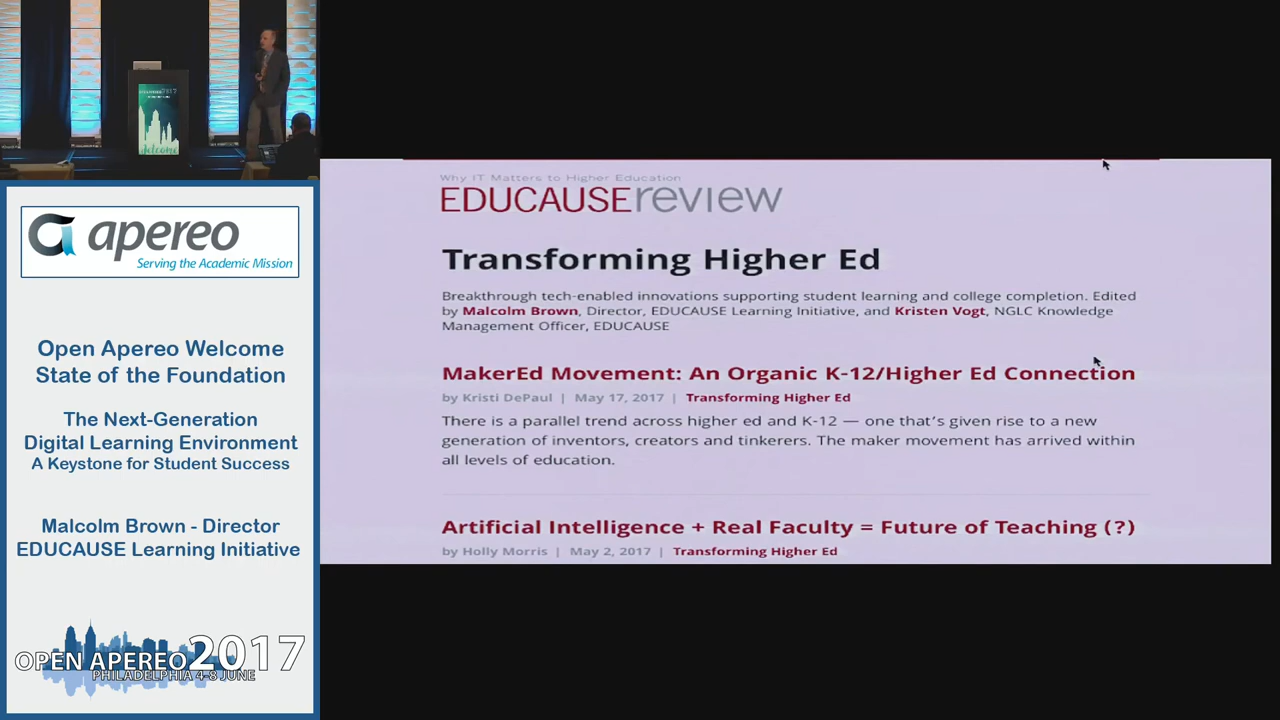 apereo
Serving the Academic Mission
Open Apereo Welcome
State of the Foundation
The Next-Generation
Digital Learning Environment
A Keystone for Student Success
Malcolm Brown - Director
EDUCAUSE Learning Initiative
OPEN APEREO 2017
PHILADELPHIA 4-8 JUNE
Why IT Matters to Higher Education
EDUCAUSEreview
Transforming Higher Ed
Breakthrough tech-enabled innovations supporting student learning and college completion. Edited
by Malcolm Brown, Director, EDUCAUSE Learning Initiative, and Kristen Vogt, NGLC Knowledge
Management Officer, EDUCAUSE
MakerEd Movement: An Organic K-12/Higher Ed Connection
by Kristi DePaul | May 17, 2017 | Transforming Higher Ed
There is a parallel trend across higher ed and K-12 — one that's given rise to a new
generation of inventors, creators and tinkerers. The maker movement has arrived within
all levels of education.
Artificial Intelligence + Real Faculty = Future of Teaching (?)
by Holly Morris | May 2, 2017 | Transforming Higher Ed